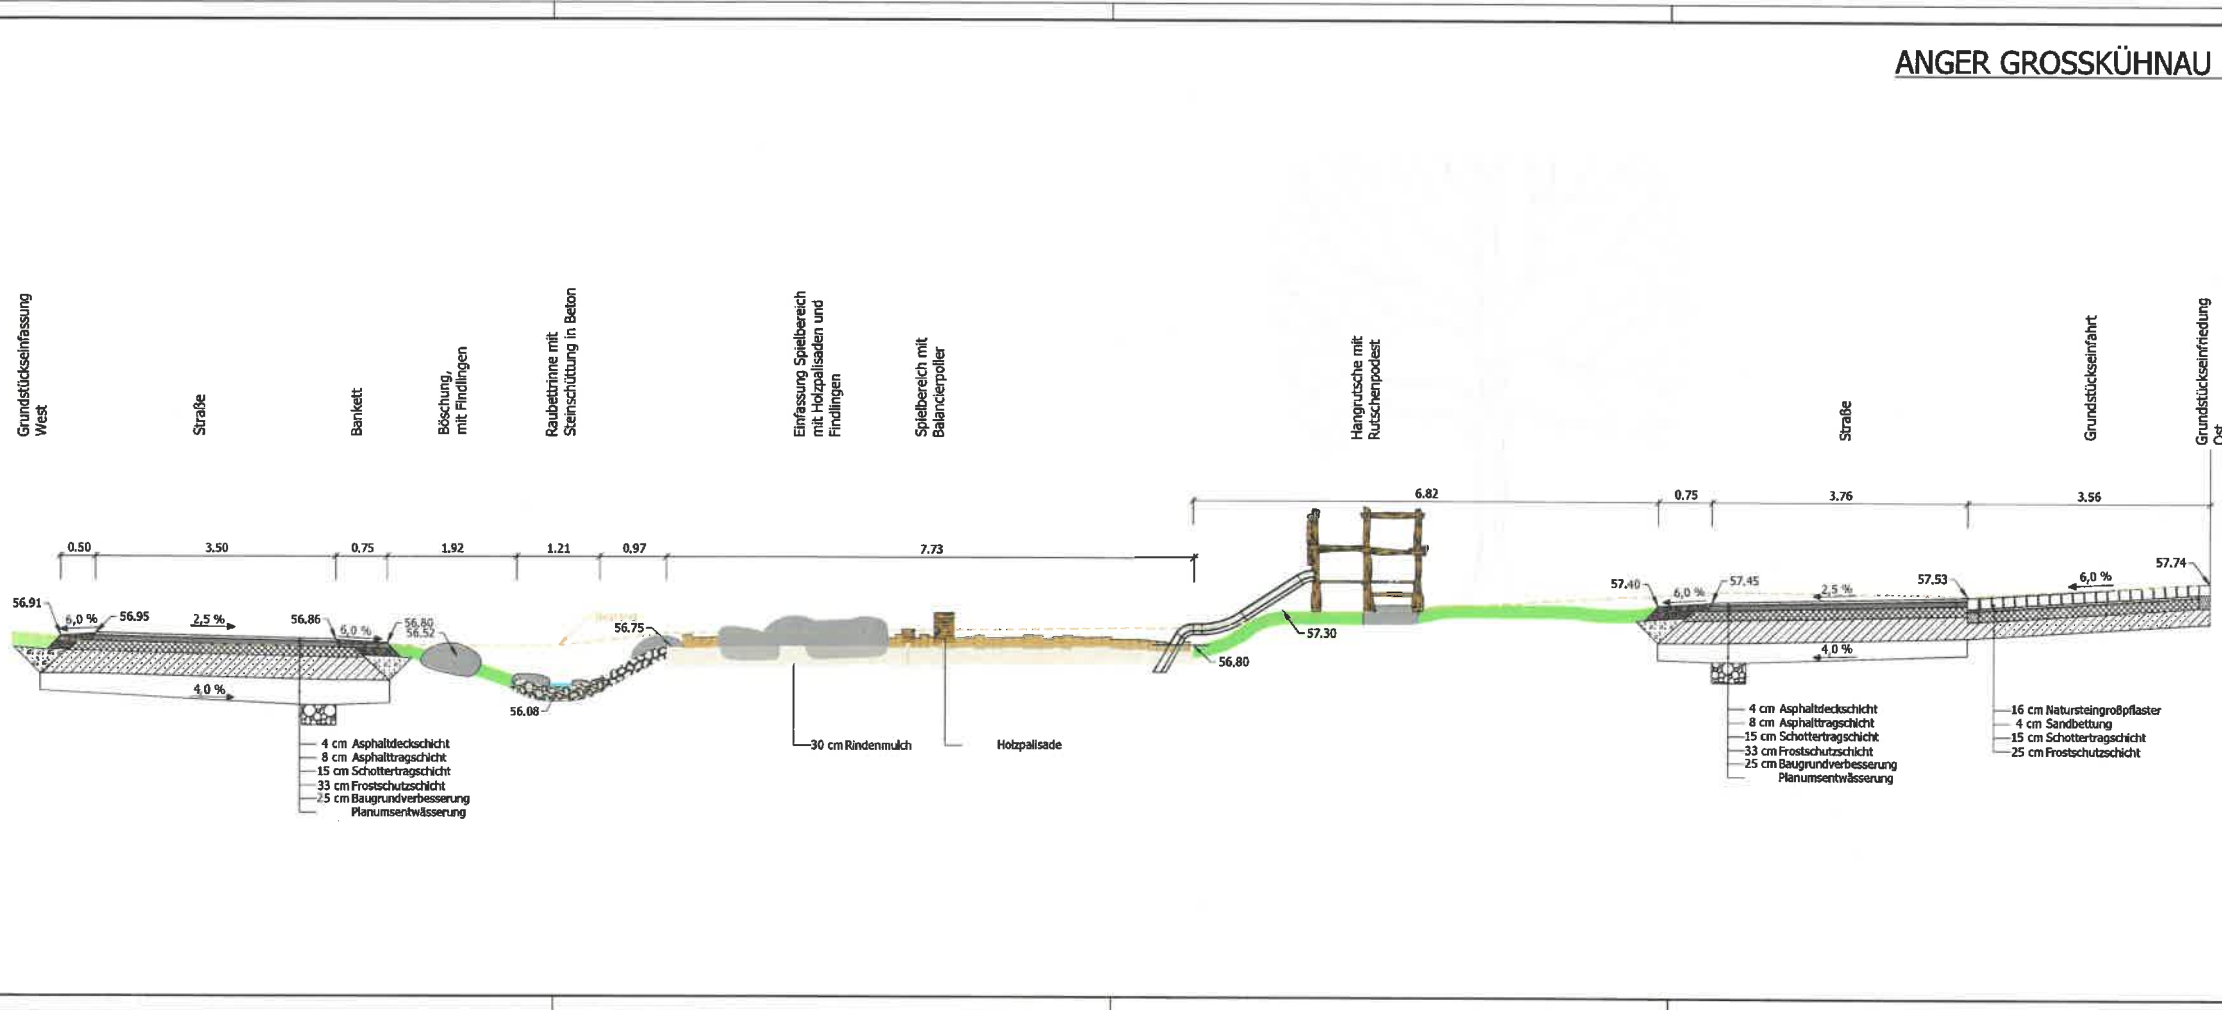 ANGER GROSSKÜHNAU
Grundstückseinfassung
West
Straße
Bankett
Böschung,
mit Findlingen
Raubettrinne mit
Steinschüttung in Beton
Einfassung Spielbereich
mit Holzpalisaden und
Findlingen
Spielbereich mit
Balancierpoller
Hangrutsche mit
Rutschenpodest
Straße
Grundstückseinfahrt
Grundstückseinfriedung
Ost
6.82
0.75
3.76
3.56
0.50
3.50
0.75
1.92
1.21
0.97
7.73
56.91
6,0 %
56.95
2,5 %
56.86
6,0 %
56.80
56.52
Bestand
56.75
57.30
56.80
57.40
6,0 %
57.45
2,5 %
57.53
6,0 %
57.74
4,0 %
56.08
4,0 %
4 cm Asphaltdeckschicht
8 cm Asphalttragschicht
15 cm Schottertragschicht
33 cm Frostschutzschicht
25 cm Baugrundverbesserung
Planumsentwässerung
30 cm Rindenmulch
Holzpalisade
4 cm Asphaltdeckschicht
8 cm Asphalttragschicht
15 cm Schottertragschicht
33 cm Frostschutzschicht
25 cm Baugrundverbesserung
Planumsentwässerung
16 cm Natursteingroßpflaster
4 cm Sandbettung
15 cm Schottertragschicht
25 cm Frostschutzschicht